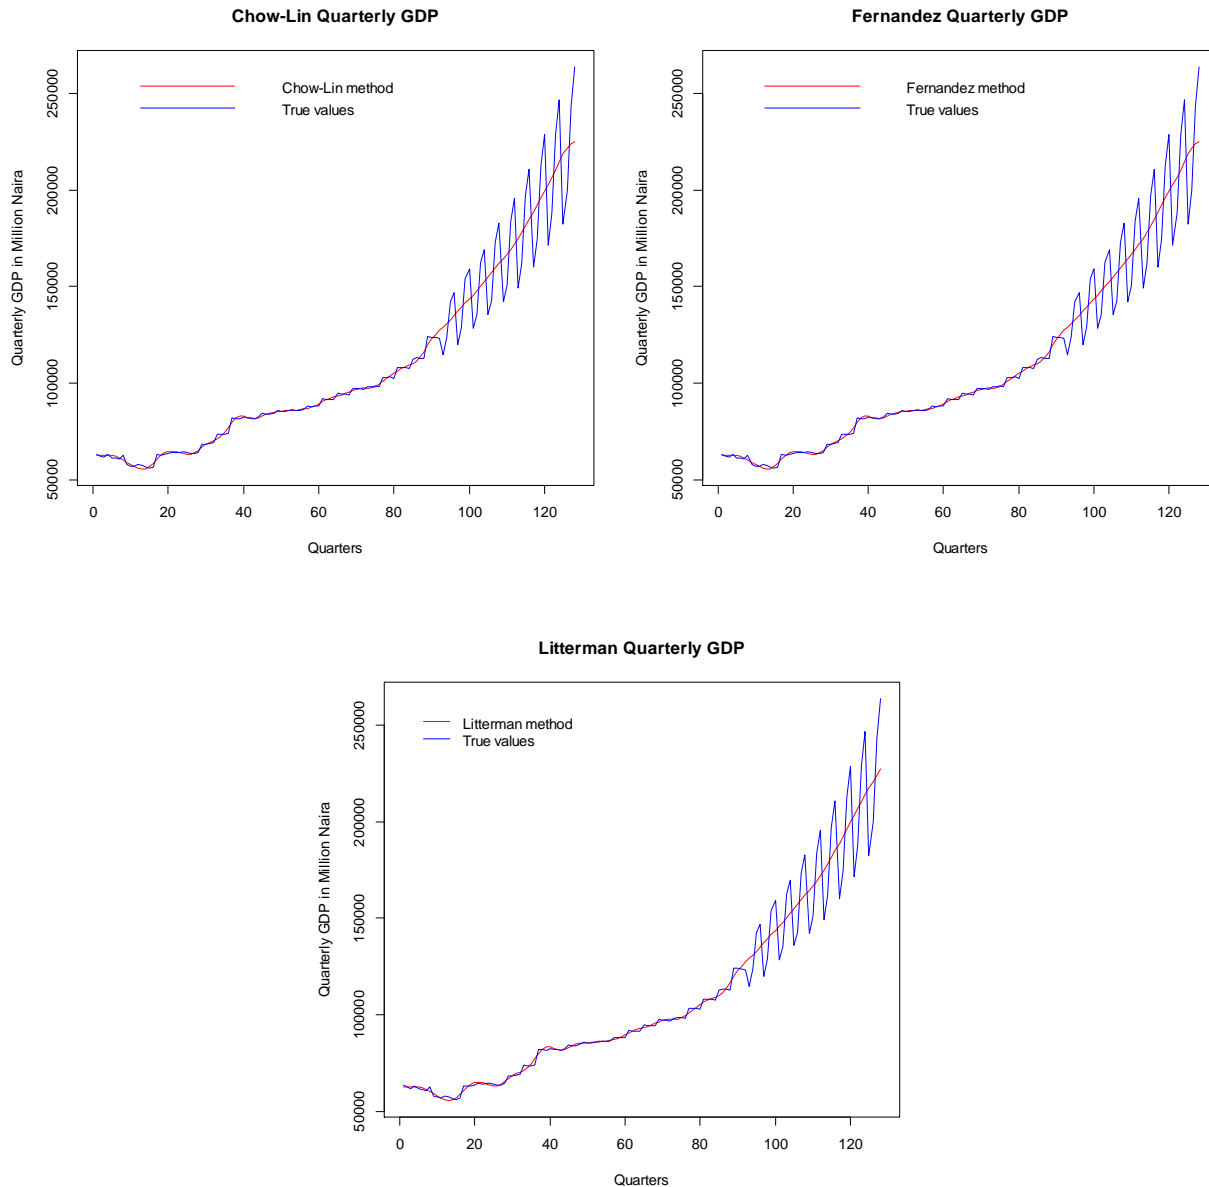 Chow-Lin Quarterly GDP
Quarterly GDP in Million Naira
250000
200000
150000
100000
50000
Chow-Lin method
True values
0 20 40 60 80 100 120
Quarters
Fernandez Quarterly GDP
Quarterly GDP in Million Naira
250000
200000
150000
100000
50000
Fernandez method
True values
0 20 40 60 80 100 120
Quarters
Litterman Quarterly GDP
Quarterly GDP in Million Naira
250000
200000
150000
100000
50000
Litterman method
True values
0 20 40 60 80 100 120
Quarters